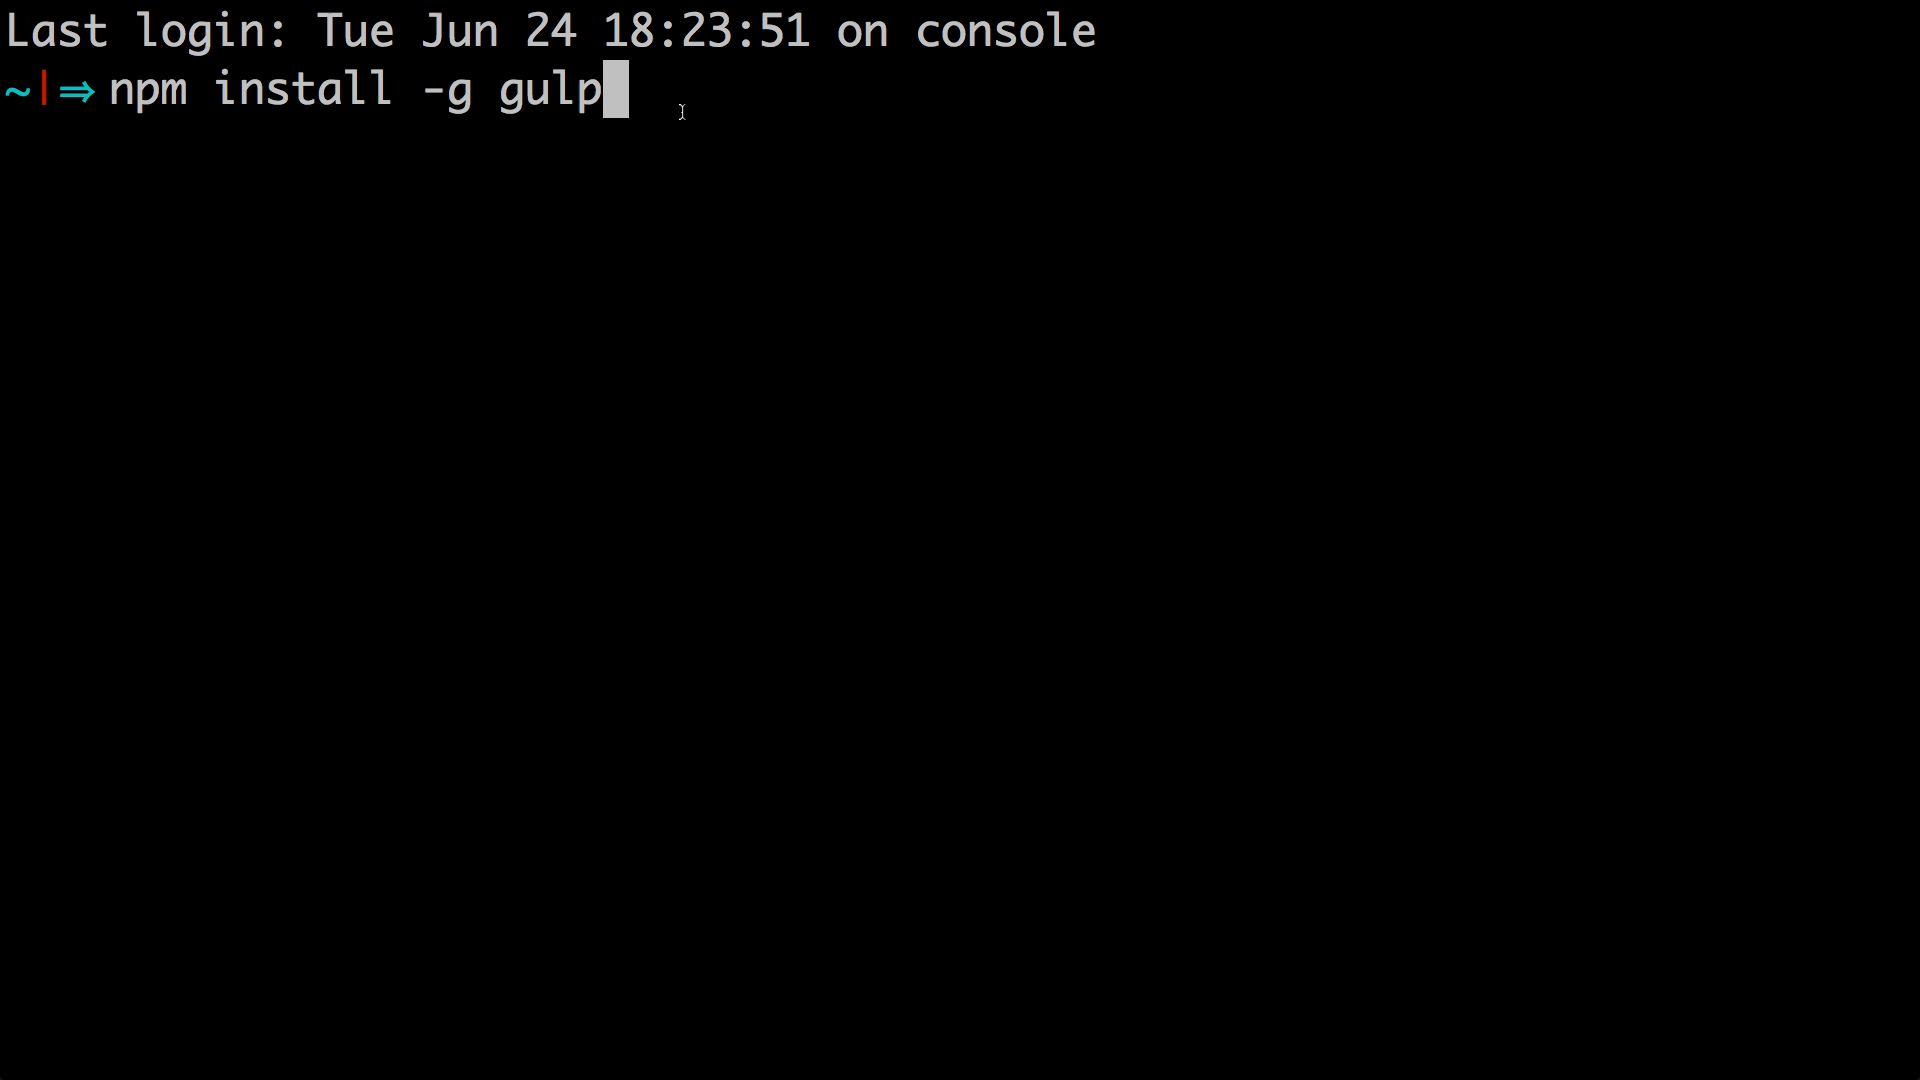 Last login: Tue Jun 24 18:23:51 on console
~|⇒ npm install -g gulp